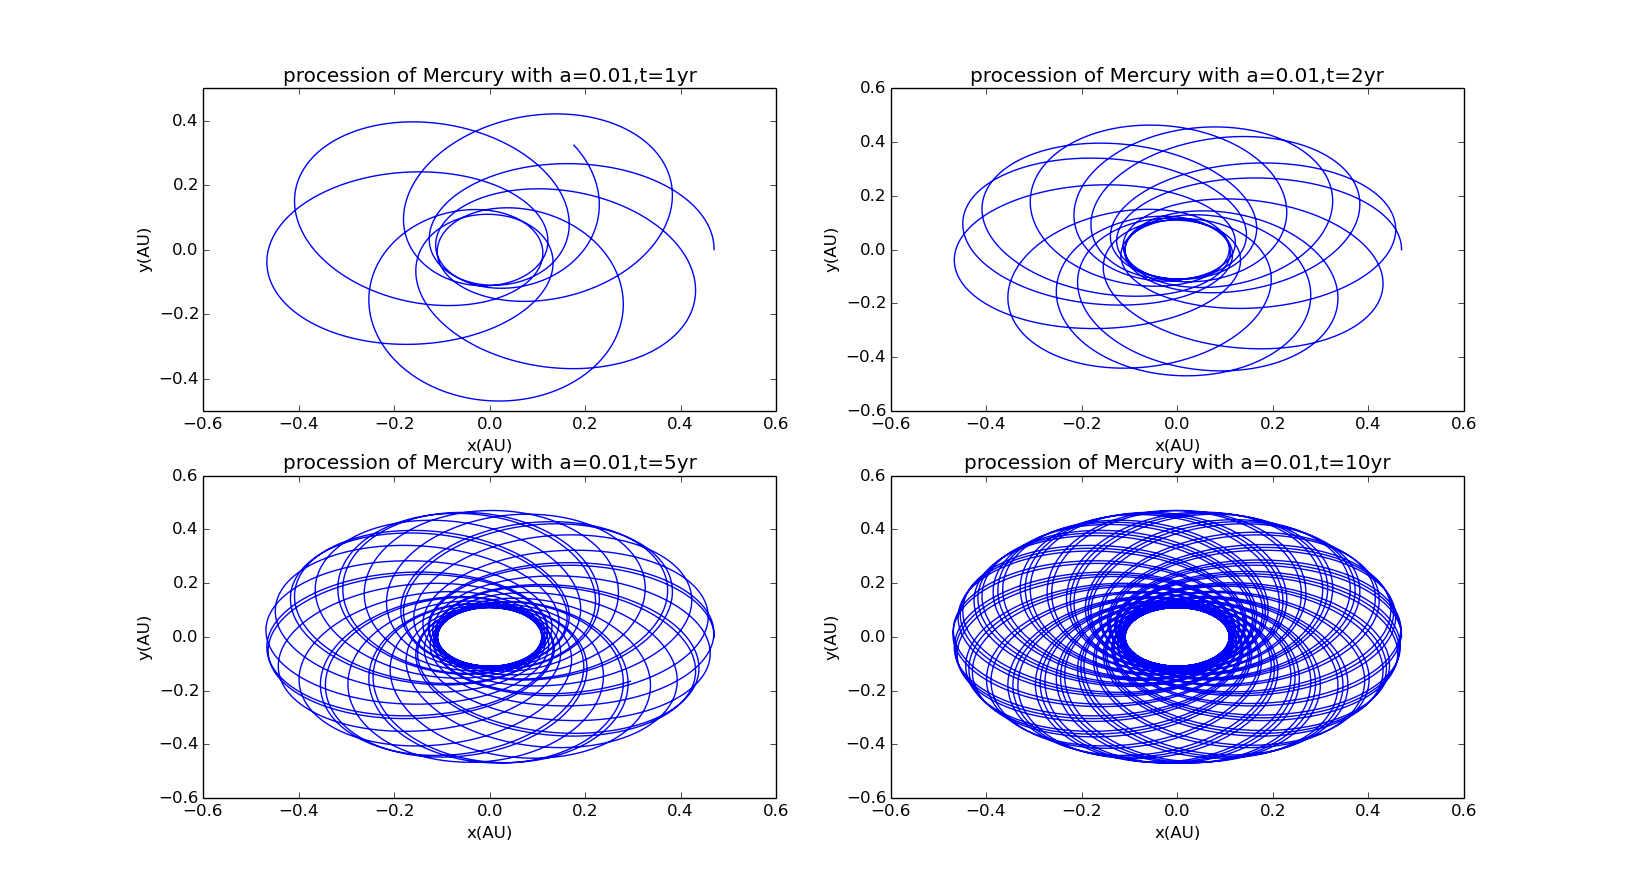 procession of Mercury with a=0.01,t=1yr
0.4
0.2
0.0
−0.2
−0.4
y(AU)
−0.6 −0.4 −0.2 0.0 0.2 0.4 0.6
x(AU)
procession of Mercury with a=0.01,t=2yr
0.6
0.4
0.2
0.0
−0.2
−0.4
−0.6
y(AU)
−0.6 −0.4 −0.2 0.0 0.2 0.4 0.6
x(AU)
procession of Mercury with a=0.01,t=5yr
0.6
0.4
0.2
0.0
−0.2
−0.4
−0.6
y(AU)
−0.6 −0.4 −0.2 0.0 0.2 0.4 0.6
x(AU)
procession of Mercury with a=0.01,t=10yr
0.6
0.4
0.2
0.0
−0.2
−0.4
−0.6
y(AU)
−0.6 −0.4 −0.2 0.0 0.2 0.4 0.6
x(AU)